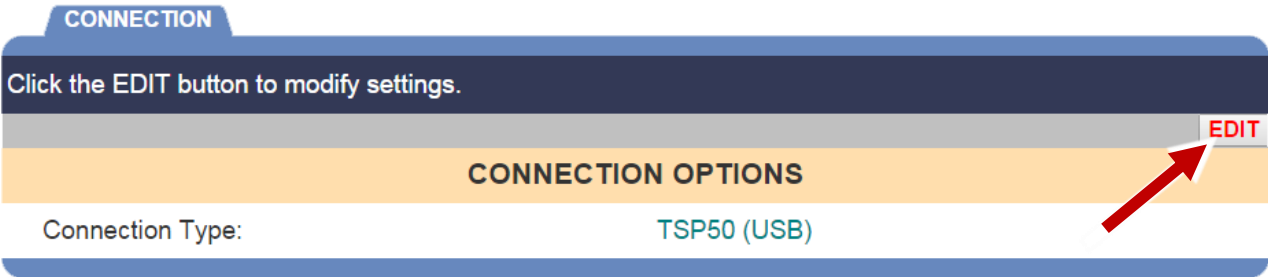 CONNECTION
Click the EDIT button to modify settings.
EDIT
CONNECTION OPTIONS
Connection Type: TSP50 (USB)